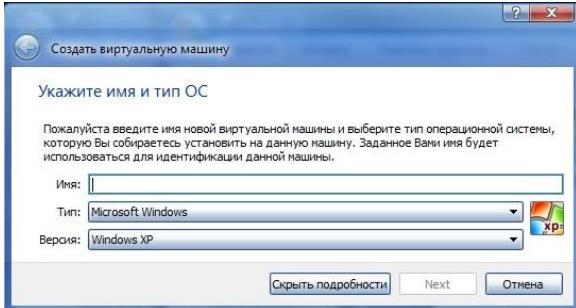 ?
Создать виртуальную машину
Укажите имя и тип ОС
Пожалуйста введите имя новой виртуальной машины и выберите тип операционной системы,
которую Вы собираетесь установить на данную машину. Заданное Вами имя будет
использоваться для идентификации данной машины.
Имя:
Тип: Microsoft Windows
xp
Версия: Windows XP
Скрыть подробности Next Отмена